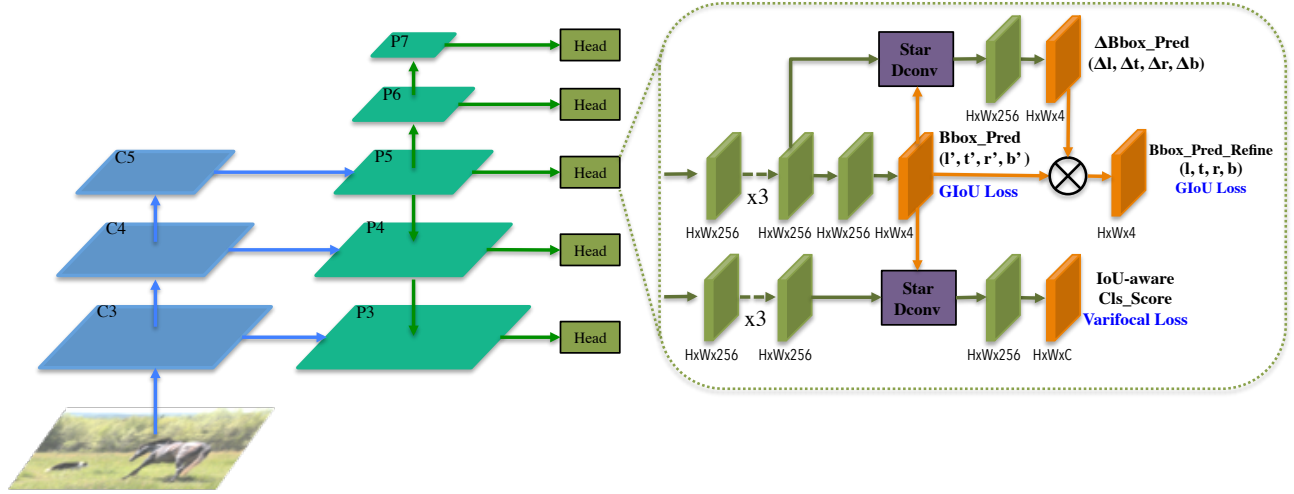 P7
Head
P6
Head
C5
P5
Head
C4
P4
Head
C3
P3
Head
Star
Dconv
HxWx256
HxWx4
ΔBbox_Pred
(Δl, Δt, Δr, Δb)
Bbox_Pred
(l’, t’, r’, b’)
GIoU Loss
x3
HxWx256
HxWx256
HxWx256
HxWx4
Bbox_Pred_Refine
(l, t, r, b)
GIoU Loss
HxWx4
x3
HxWx256
HxWx256
Star
Dconv
HxWx256
HxWxC
IoU-aware
Cls_Score
Varifocal Loss